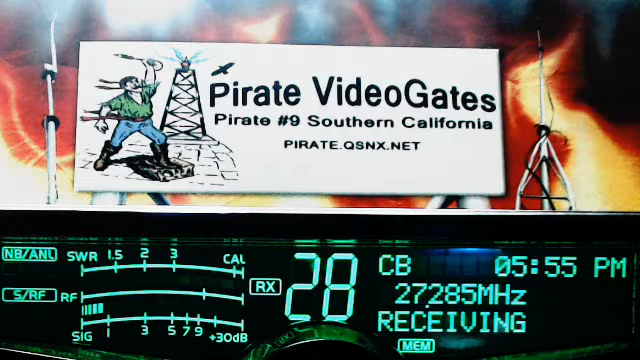 Pirate VideoGates
Pirate #9 Southern California
PIRATE.QSNX.NET
NB/ANL SWR 1.5 2 3 CAL
S/RF RF
SIG 1 3 5 7 9 +30dB
RX 28
CB 05:55 PM
27285MHz
RECEIVING
MEM